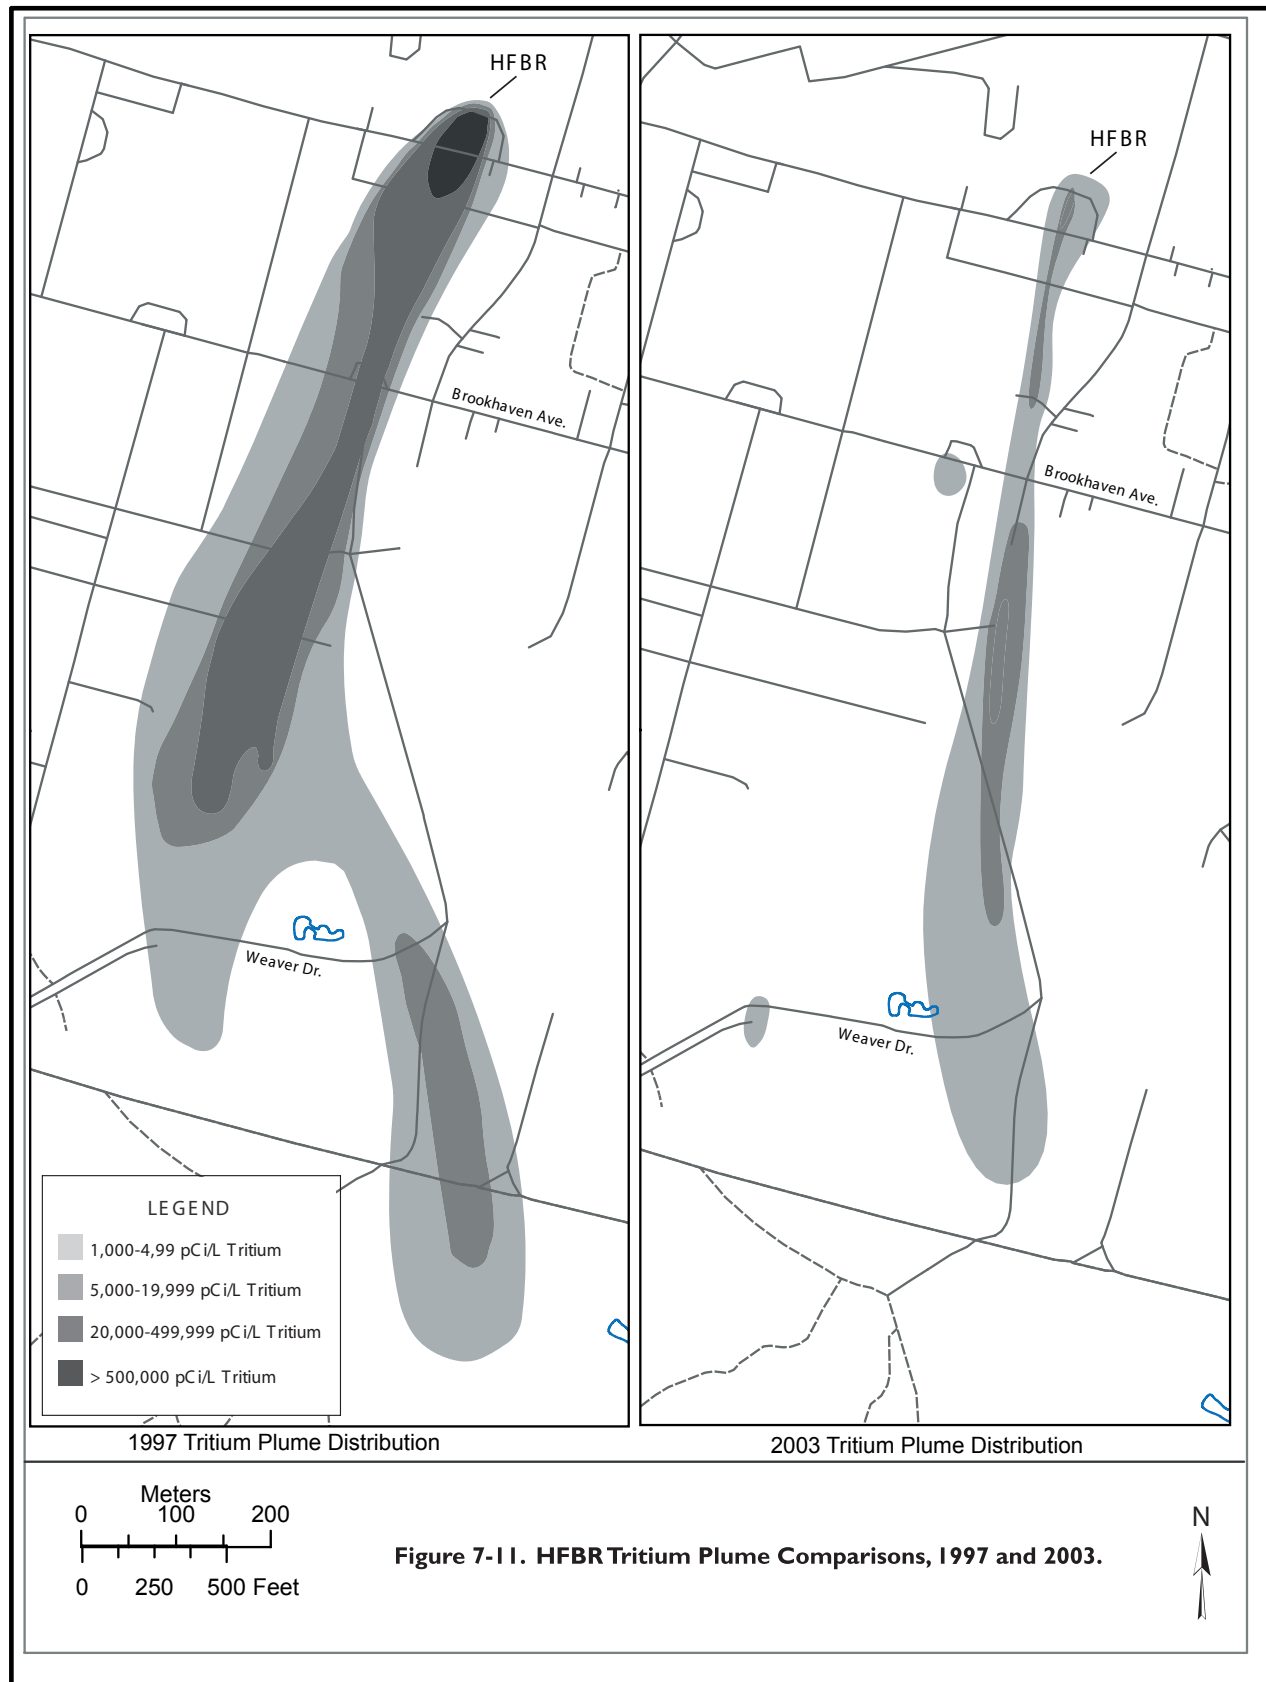 HFBR
Brookhaven Ave.
Weaver Dr.
LEGEND
1,000-4,99 pCi/L Tritium
5,000-19,999 pCi/L Tritium
20,000-499,999 pCi/L Tritium
> 500,000 pCi/L Tritium
1997 Tritium Plume Distribution
HFBR
Brookhaven Ave.
Weaver Dr.
2003 Tritium Plume Distribution
Meters
0 100 200
0 250 500 Feet
Figure 7-11. HFBR Tritium Plume Comparisons, 1997 and 2003.
N